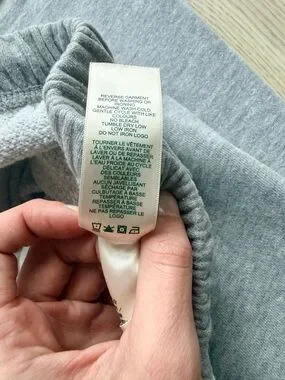 REVERSE GARMENT
BEFORE WASHING OR
IRONING
MACHINE WASH COLD
GENTLE CYCLE WITH LIKE
COLOURS
NO BLEACH
TUMBLE DRY LOW
LOW IRON
DO NOT IRON LOGO
TOURNER LE VÊTEMENT
À L'ENVERS AVANT DE
LAVER OU DE REPASSER
LAVER À LA MACHINE À
L'EAU FROIDE AU CYCLE
DÉLICAT AVEC
DES COULEURS
SEMBLABLES
AUCUN JAVELLISANT
SÉCHAGE PAR
CULBUTAGE À BASSE
TEMPÉRATURE
REPASSER À BASSE
TEMPÉRATURE
NE PAS REPASSER LE
LOGO